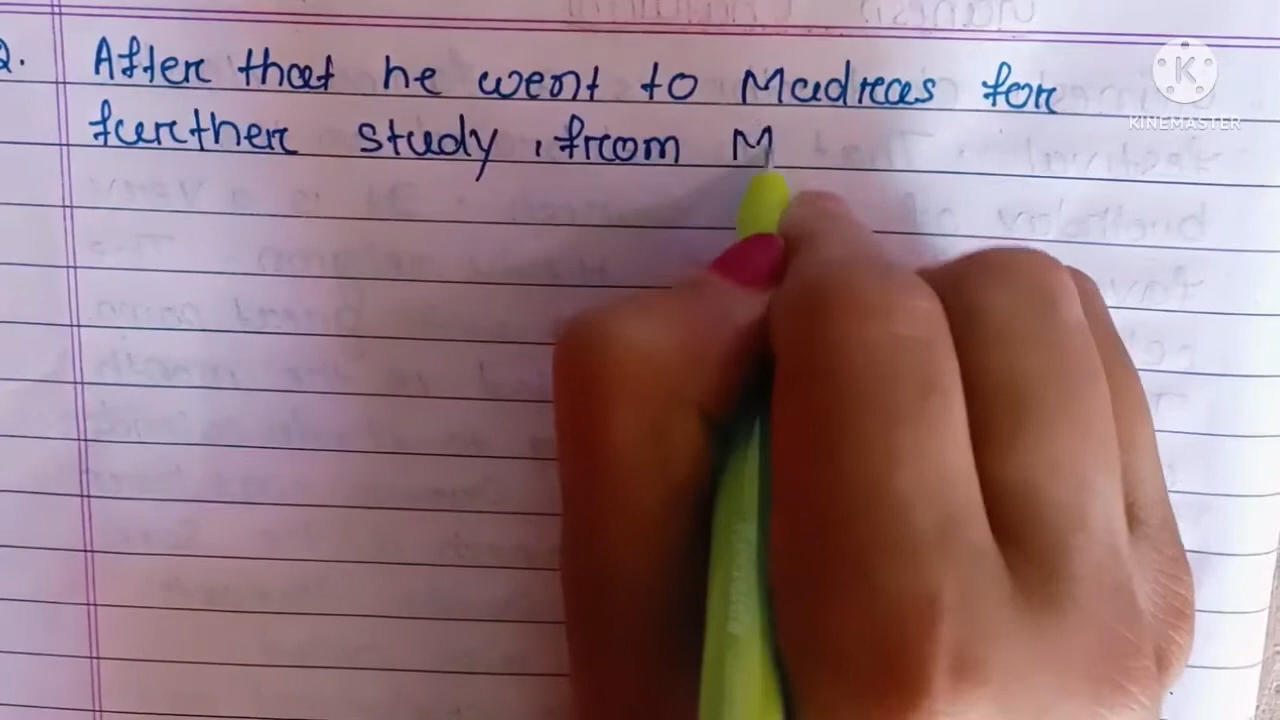 2. After that he went to Madras for
further study, from M
KINEMASTER